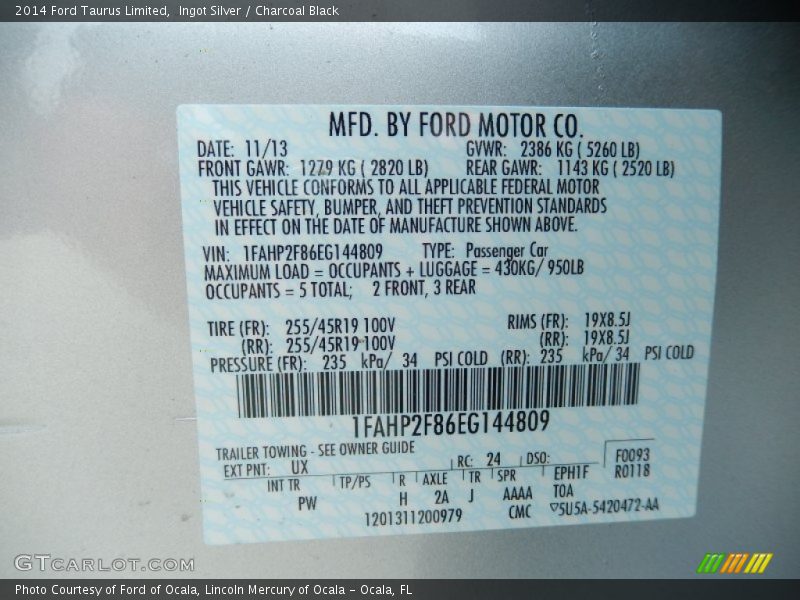 2014 Ford Taurus Limited,  Ingot Silver / Charcoal Black
MFD. BY FORD MOTOR CO.
DATE: 11/13 GVWR: 2386 KG ( 5260 LB)
FRONT GAWR: 1279 KG ( 2820 LB) REAR GAWR: 1143 KG ( 2520 LB)
THIS VEHICLE CONFORMS TO ALL APPLICABLE FEDERAL MOTOR
VEHICLE SAFETY, BUMPER, AND THEFT PREVENTION STANDARDS
IN EFFECT ON THE DATE OF MANUFACTURE SHOWN ABOVE.
VIN: 1FAHP2F86EG144809 TYPE: Passenger Car
MAXIMUM LOAD = OCCUPANTS + LUGGAGE = 430KG/ 950LB
OCCUPANTS = 5 TOTAL; 2 FRONT, 3 REAR
TIRE (FR): 255/45R19 100V RIMS (FR): 19X8.5J
(RR): 255/45R19 100V (RR): 19X8.5J
PRESSURE (FR): 235 kPa/ 34 PSI COLD (RR): 235 kPa/ 34 PSI COLD
1FAHP2F86EG144809
TRAILER TOWING - SEE OWNER GUIDE
EXT PNT: UX RC: 24 DSO: F0093
INT TR TP/PS R AXLE TR SPR EPH1F R0118
PW H 2A J AAAA TOA
1201311200979 CMC ▽5U5A-5420472-AA
GTCARLOT.COM
Photo Courtesy of Ford of Ocala, Lincoln Mercury of Ocala – Ocala, FL